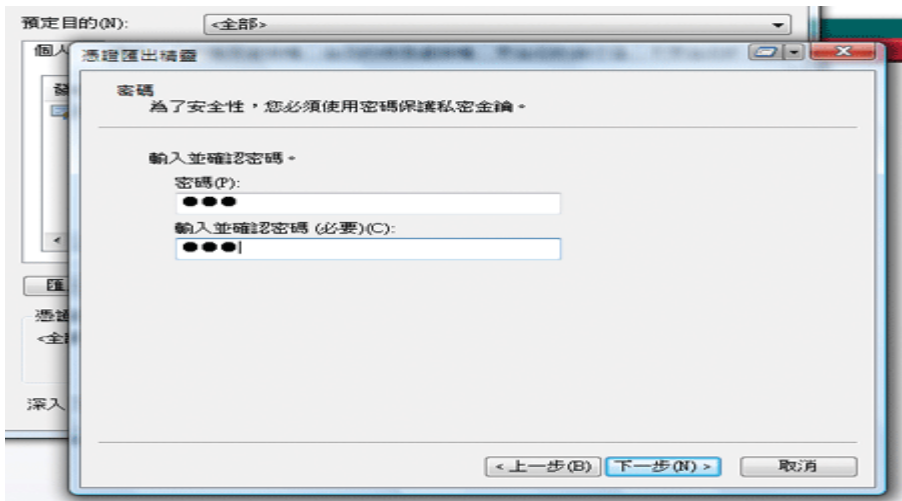 預定目的(N):
<全部>
個人
憑證匯出精靈
密碼
為了安全性，您必須使用密碼保護私密金鑰。
輸入並確認密碼。
密碼(P):
●●●
輸入並確認密碼 (必要)(C):
●●●
匯
憑證
<全部
深入
<上一步(B)
下一步(N) >
取消